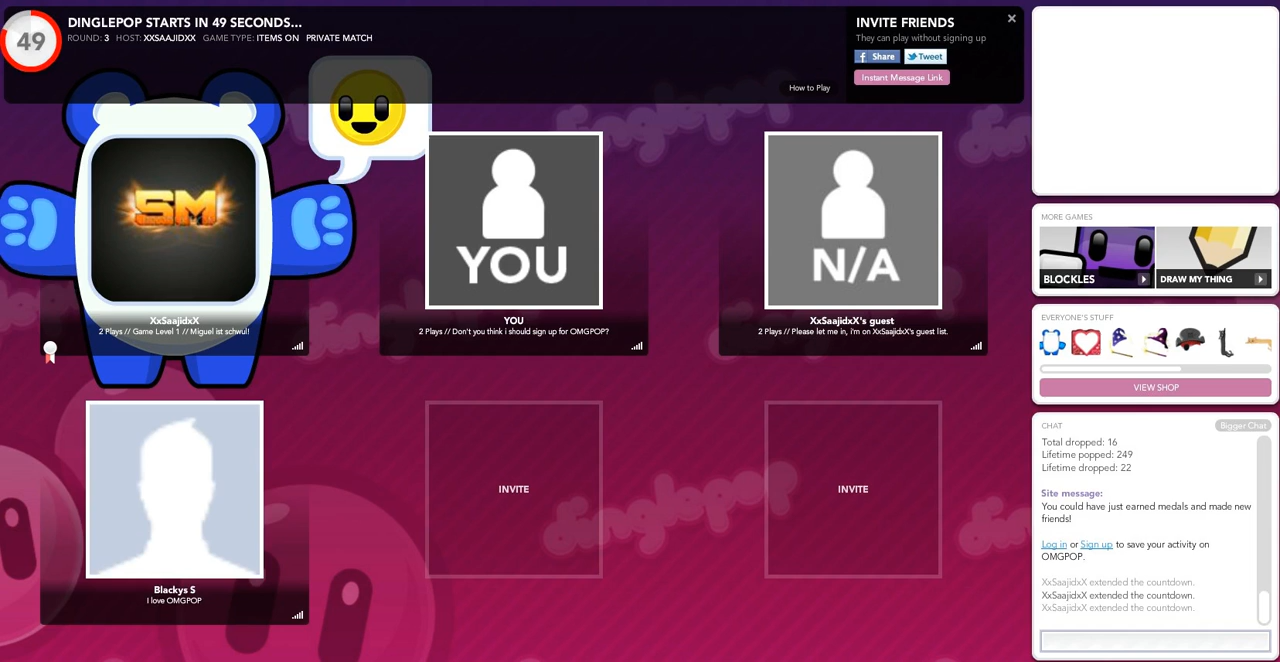 49
DINGLEPOP STARTS IN 49 SECONDS...
ROUND: 3 HOST: XXSAAJIDXX GAME TYPE: ITEMS ON PRIVATE MATCH
How to Play
INVITE FRIENDS
They can play without signing up
f Share Tweet
Instant Message Link
dinglepop
SM
XxSaajidxX
2 Plays // Game Level 1 // Miguel ist schwul!
YOU
YOU
2 Plays // Don't you think i should sign up for OMGPOP?
N/A
XxSaajidxX's guest
2 Plays // Please let me in, i'm on XxSaajidxX's guest list.
Blackys S
I love OMGPOP
INVITE
INVITE
dinglepop
MORE GAMES
BLOCKLES
DRAW MY THING
EVERYONE'S STUFF
VIEW SHOP
CHAT
Bigger Chat
Total dropped: 16
Lifetime popped: 249
Lifetime dropped: 22
Site message:
You could have just earned medals and made new
friends!
Log in or Sign up to save your activity on
OMGPOP.
XxSaajidxX extended the countdown.
XxSaajidxX extended the countdown.
XxSaajidxX extended the countdown.